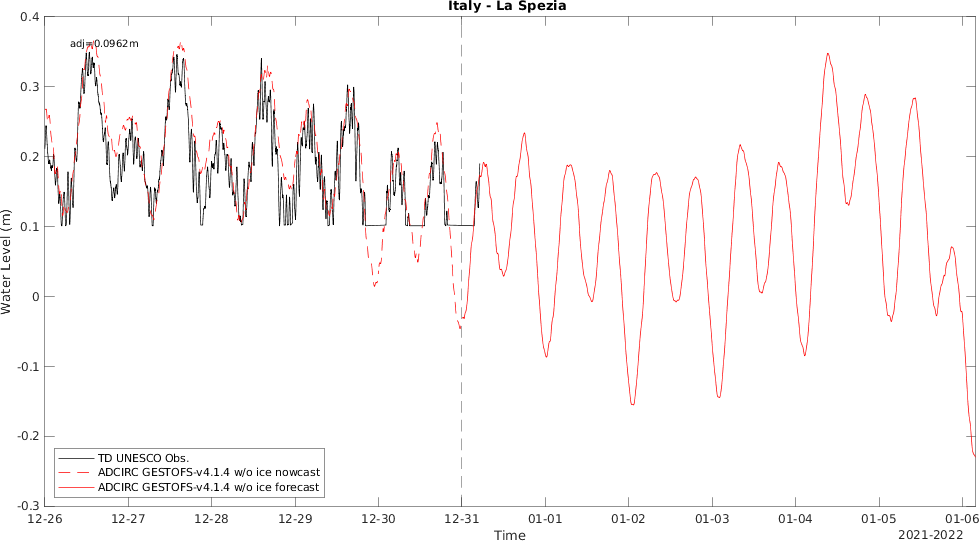 Italy - La Spezia
adj=0.0962m
0.4
0.3
0.2
0.1
0
-0.1
-0.2
-0.3
Water Level (m)
TD UNESCO Obs.
ADCIRC GESTOFS-v4.1.4 w/o ice nowcast
ADCIRC GESTOFS-v4.1.4 w/o ice forecast
12-26 12-27 12-28 12-29 12-30 12-31 01-01 01-02 01-03 01-04 01-05 01-06
Time
2021-2022